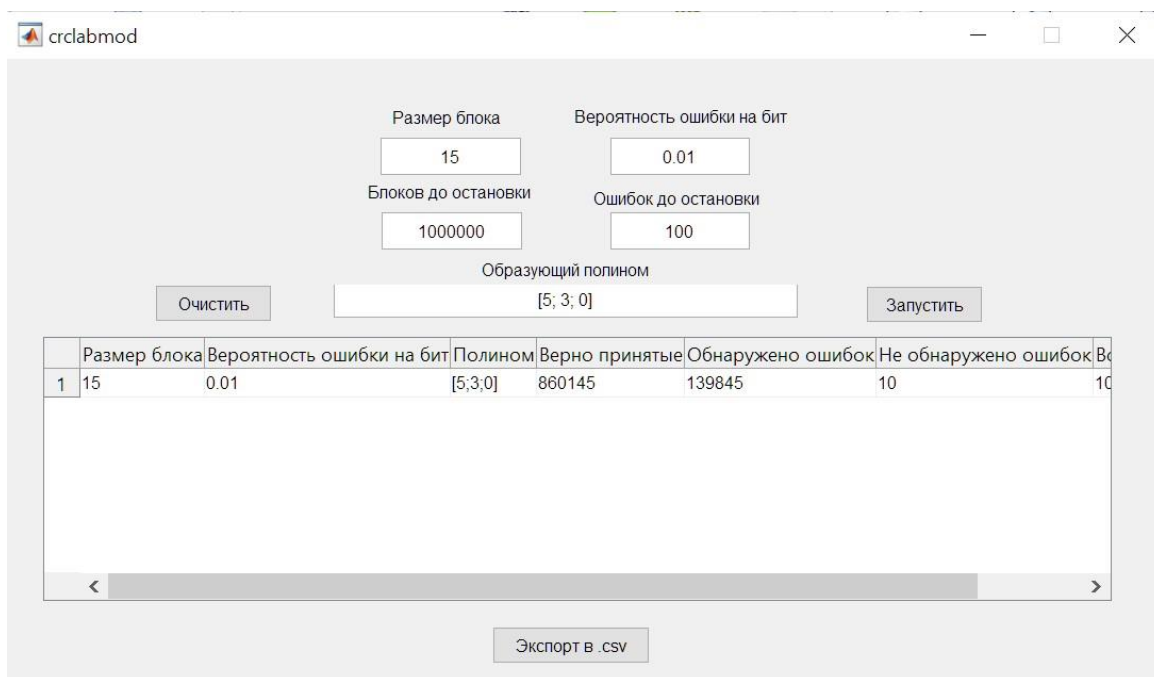 crclabmod
Размер блока Вероятность ошибки на бит
15 0.01
Блоков до остановки Ошибок до остановки
1000000 100
Образующий полином
Очистить [5; 3; 0] Запустить
Размер блока Вероятность ошибки на бит Полином Верно принятые Обнаружено ошибок Не обнаружено ошибок
1 15 0.01 [5;3;0] 860145 139845 10 10
Экспорт в .csv